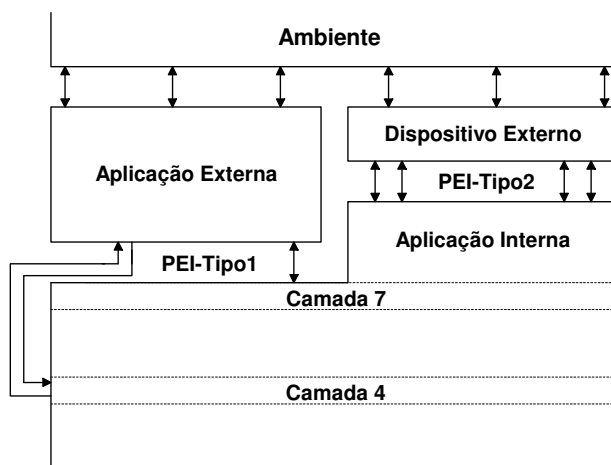 Ambiente
Dispositivo Externo
Aplicação Externa
PEI-Tipo2
Aplicação Interna
PEI-Tipo1
Camada 7
Camada 4